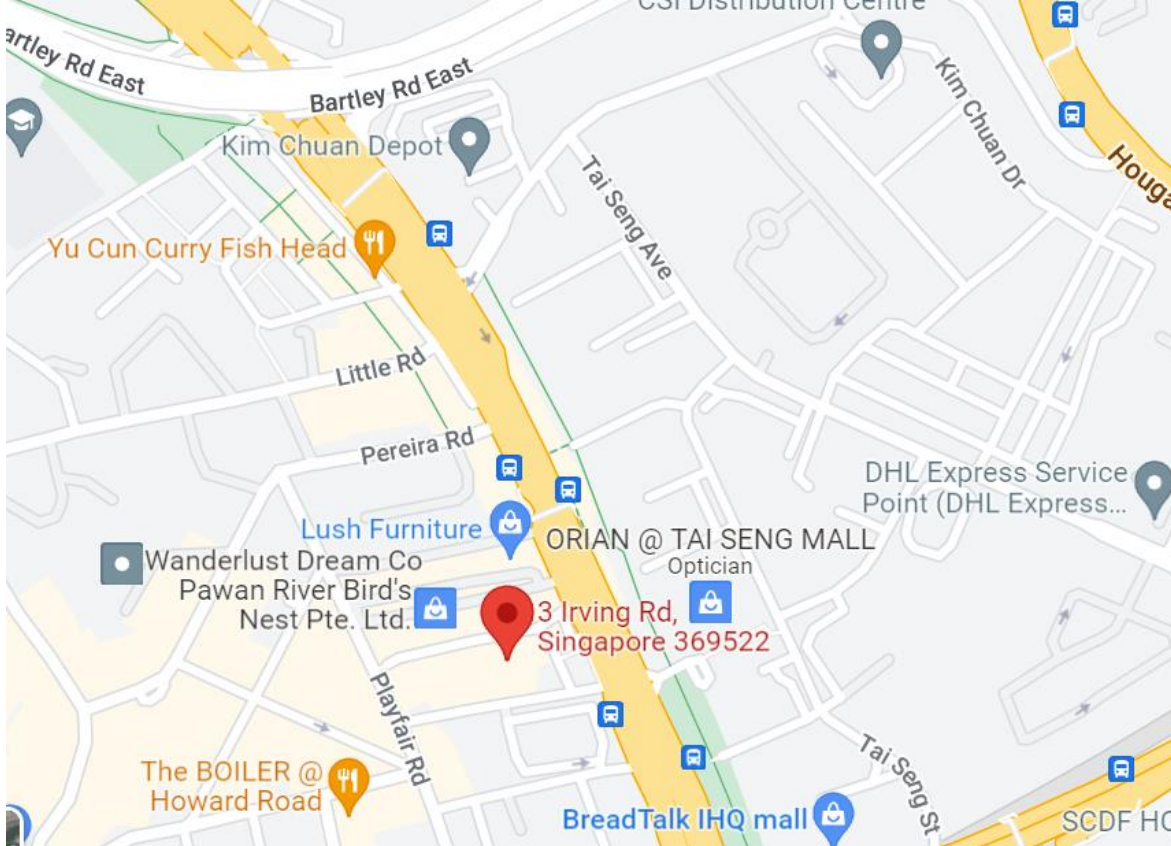 CSI Distribution Centre
artley Rd East
Bartley Rd East
Kim Chuan Dr
Kim Chuan Depot
Houga
Tai Seng Ave
Yu Cun Curry Fish Head
Little Rd
Pereira Rd
DHL Express Service
Point (DHL Express...
Lush Furniture
ORIAN @ TAI SENG MALL
Optician
Wanderlust Dream Co
Pawan River Bird's
Nest Pte. Ltd.
3 Irving Rd,
Singapore 369522
Playfair Rd
Tai Seng St
The BOILER @
Howard Road
BreadTalk IHQ mall
SCDF HO